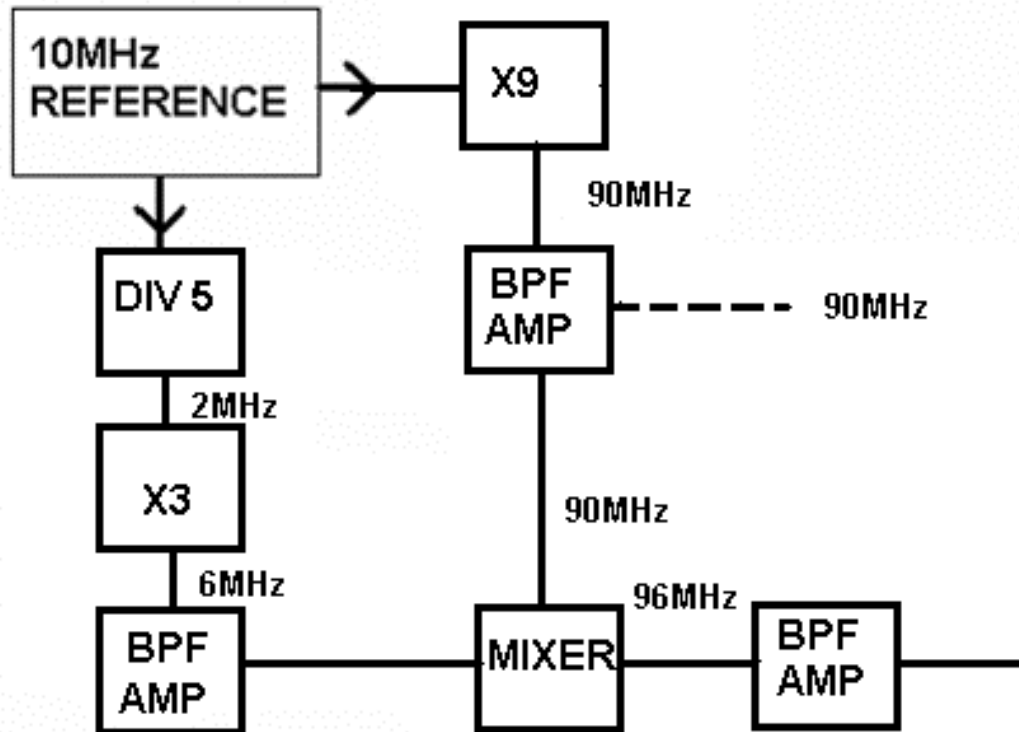 10MHz
REFERENCE
X9
90MHz
DIV 5
BPF
AMP
90MHz
2MHz
X3
90MHz
6MHz
96MHz
BPF
AMP
MIXER
BPF
AMP